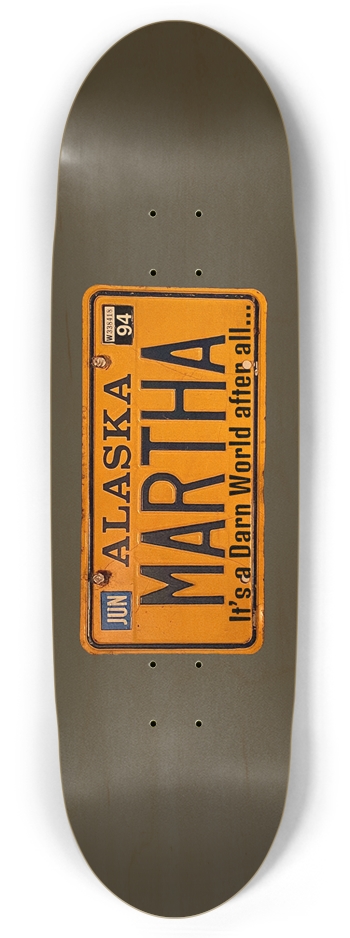 JUN
ALASKA
W338418
94
MARTHA
It's a Darn World after all...